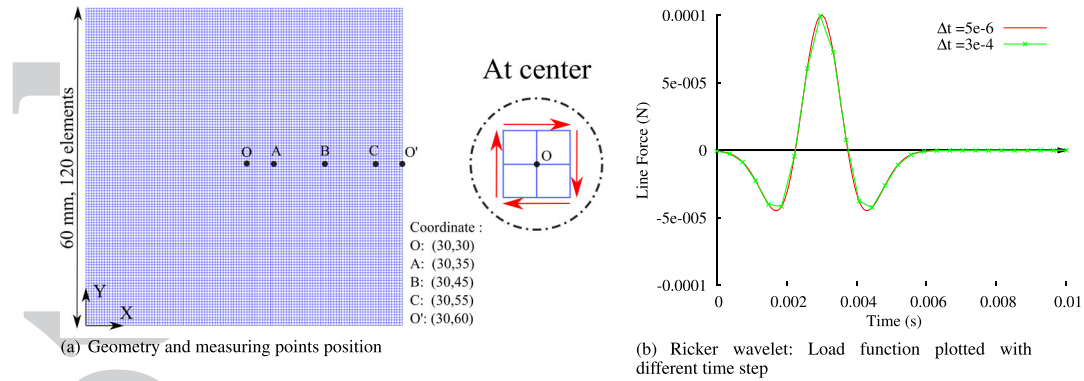 60 mm, 120 elements
O
A
B
C
O'
Y
X
At center
O
Coordinate :
O: (30,30)
A: (30,35)
B: (30,45)
C: (30,55)
O': (30,60)
(a) Geometry and measuring points position
0.0001
5e-005
0
-5e-005
-0.0001
Line Force (N)
Δt =5e-6
Δt =3e-4
0
0.002
0.004
0.006
0.008
0.01
Time (s)
(b) Ricker wavelet: Load function plotted with
different time step